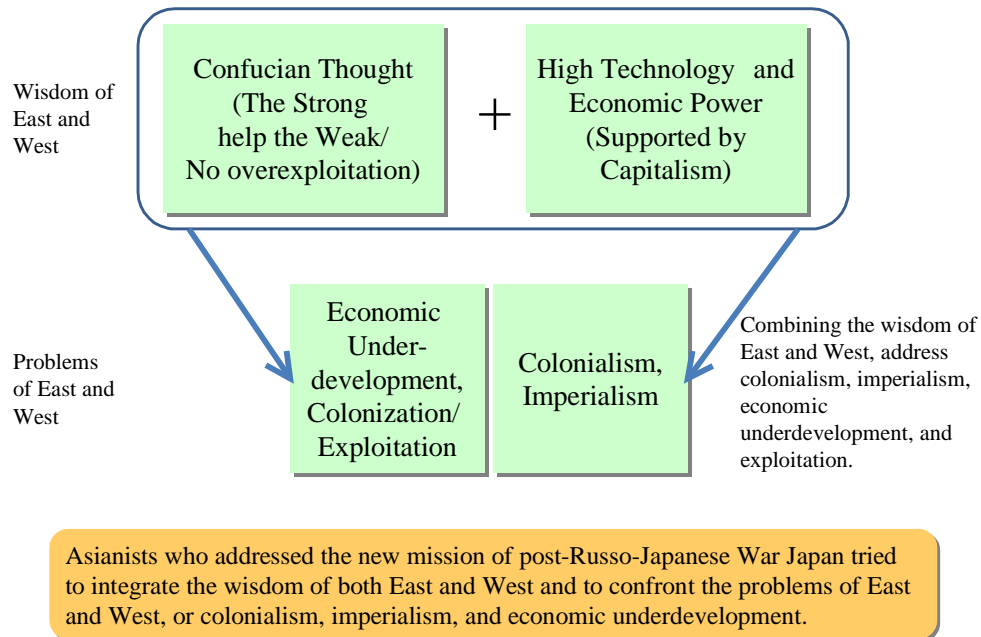 Wisdom of
East and
West
Confucian Thought
(The Strong
help the Weak/
No overexploitation)
+
High Technology and
Economic Power
(Supported by
Capitalism)
Problems
of East and
West
Economic
Under-
development,
Colonization/
Exploitation
Colonialism,
Imperialism
Combining the wisdom of
East and West, address
colonialism, imperialism,
economic
underdevelopment, and
exploitation.
Asianists who addressed the new mission of post-Russo-Japanese War Japan tried
to integrate the wisdom of both East and West and to confront the problems of East
and West, or colonialism, imperialism, and economic underdevelopment.